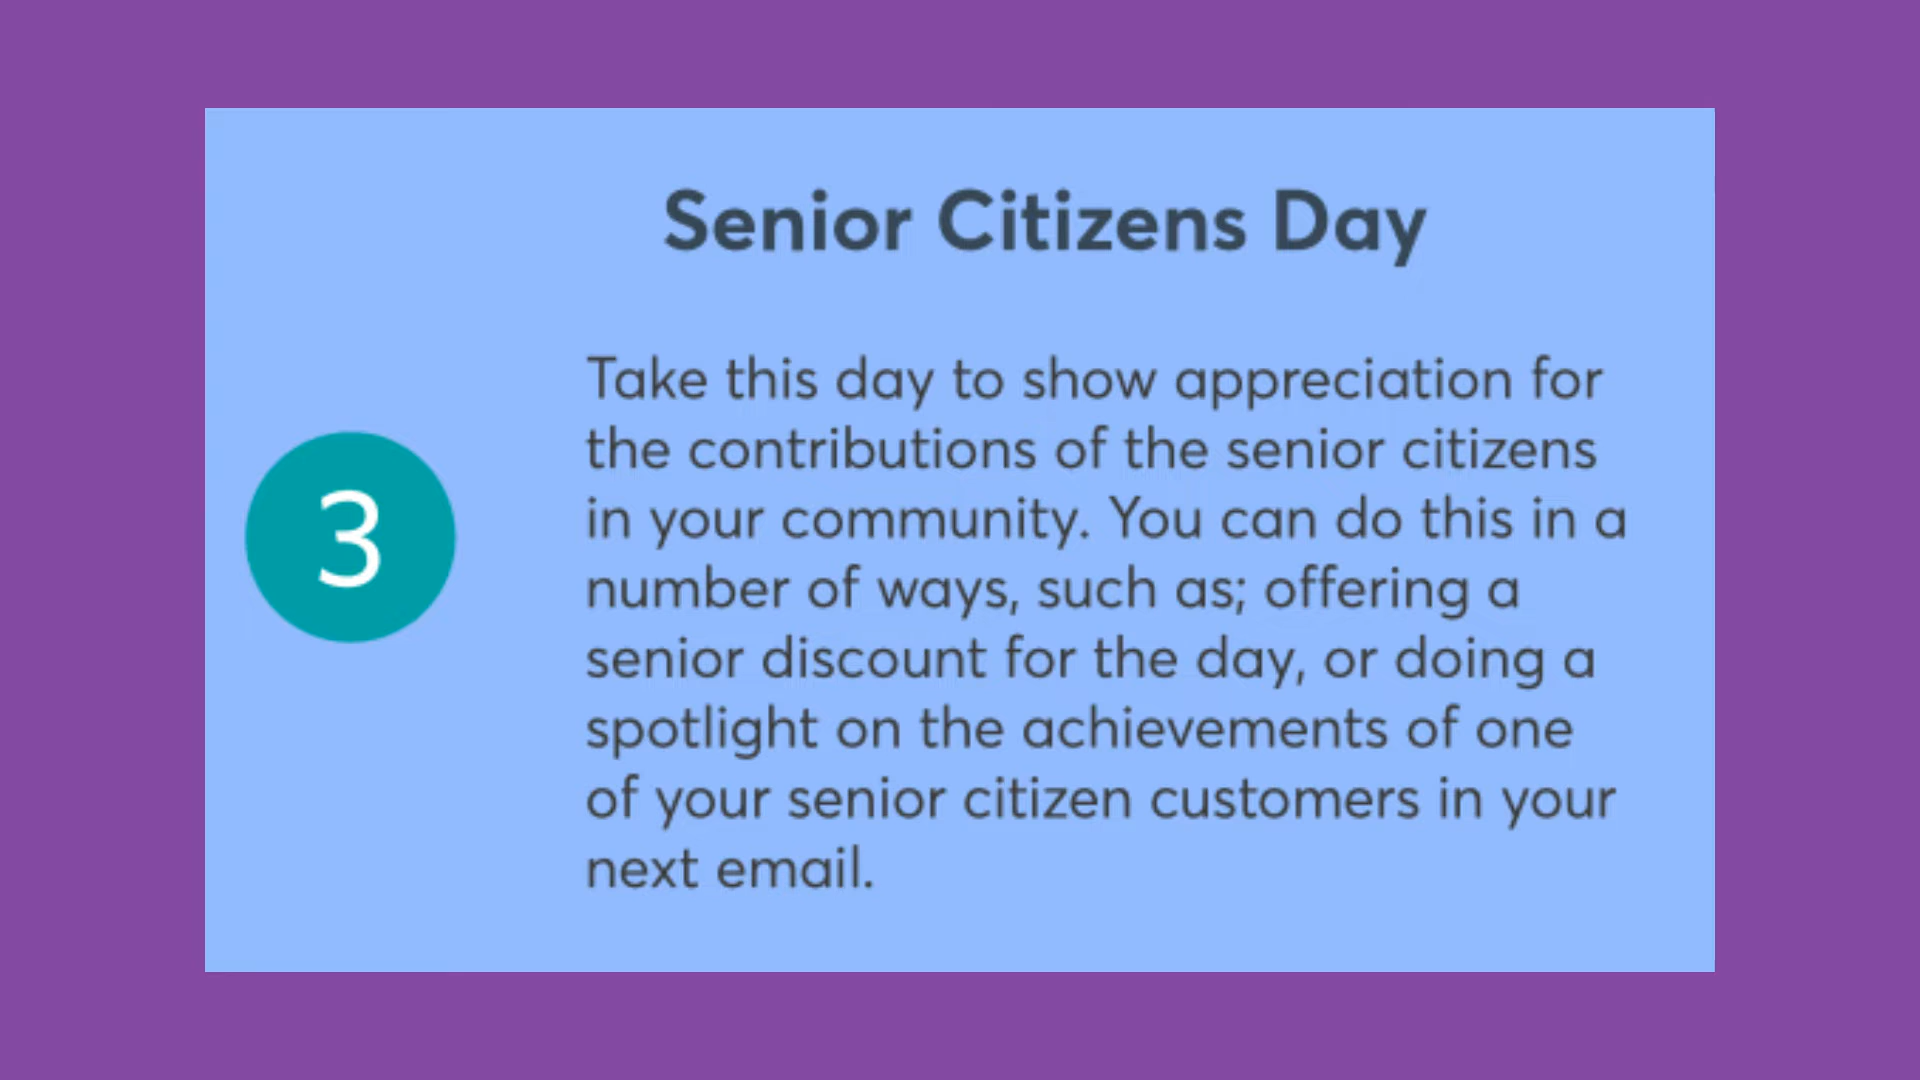 Senior Citizens Day
3
Take this day to show appreciation for
the contributions of the senior citizens
in your community. You can do this in a
number of ways, such as; offering a
senior discount for the day, or doing a
spotlight on the achievements of one
of your senior citizen customers in your
next email.